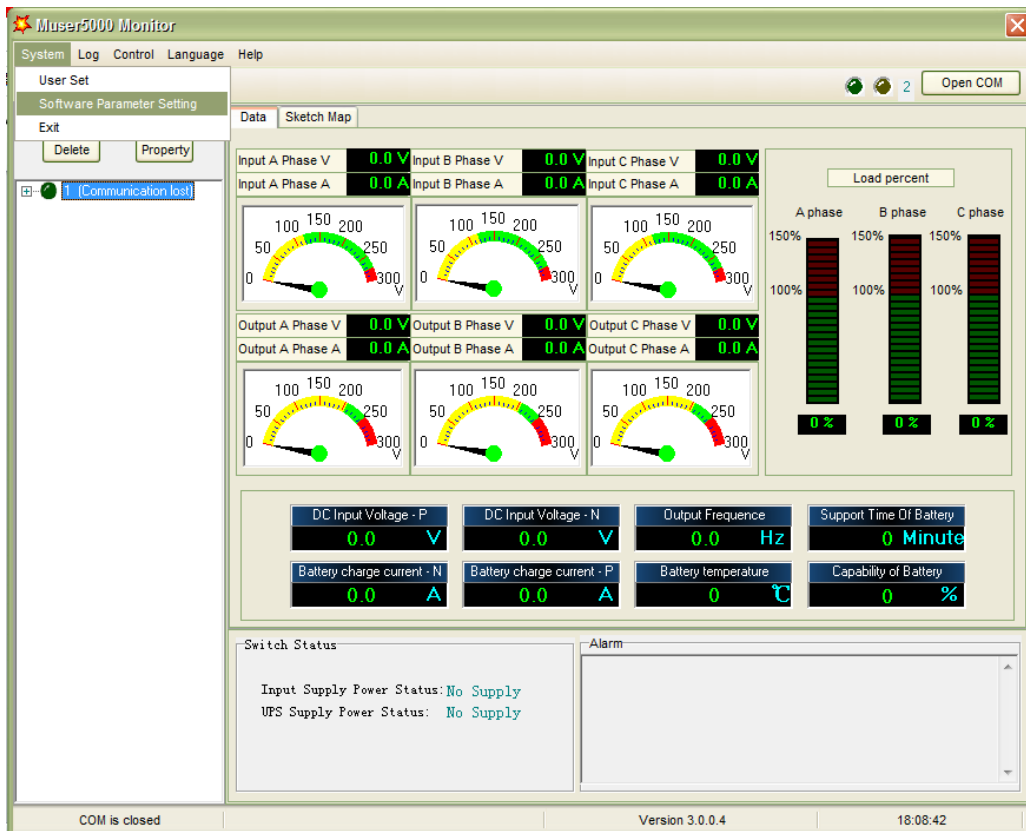 Muser5000 Monitor
System Log Control Language Help
User Set
Software Parameter Setting
Exit
2 Open COM
Delete Property
Data Sketch Map
1 (Communication lost)
Input A Phase V 0.0 V Input B Phase V 0.0 V Input C Phase V 0.0 V
Input A Phase A 0.0 A Input B Phase A 0.0 A Input C Phase A 0.0 A
0 50 100 150 200 250 300 V
0 50 100 150 200 250 300 V
0 50 100 150 200 250 300 V
Output A Phase V 0.0 V Output B Phase V 0.0 V Output C Phase V 0.0 V
Output A Phase A 0.0 A Output B Phase A 0.0 A Output C Phase A 0.0 A
0 50 100 150 200 250 300 V
0 50 100 150 200 250 300 V
0 50 100 150 200 250 300 V
Load percent
A phase B phase C phase
150% 150% 150%
100% 100% 100%
0 % 0 % 0 %
DC Input Voltage - P DC Input Voltage - N Output Frequence Support Time Of Battery
0.0 V 0.0 V 0.0 Hz 0 Minute
Battery charge current - N Battery charge current - P Battery temperature Capability of Battery
0.0 A 0.0 A 0 ℃ 0 %
Switch Status
Input Supply Power Status: No Supply
UPS Supply Power Status: No Supply
Alarm
COM is closed Version 3.0.0.4 18:08:42